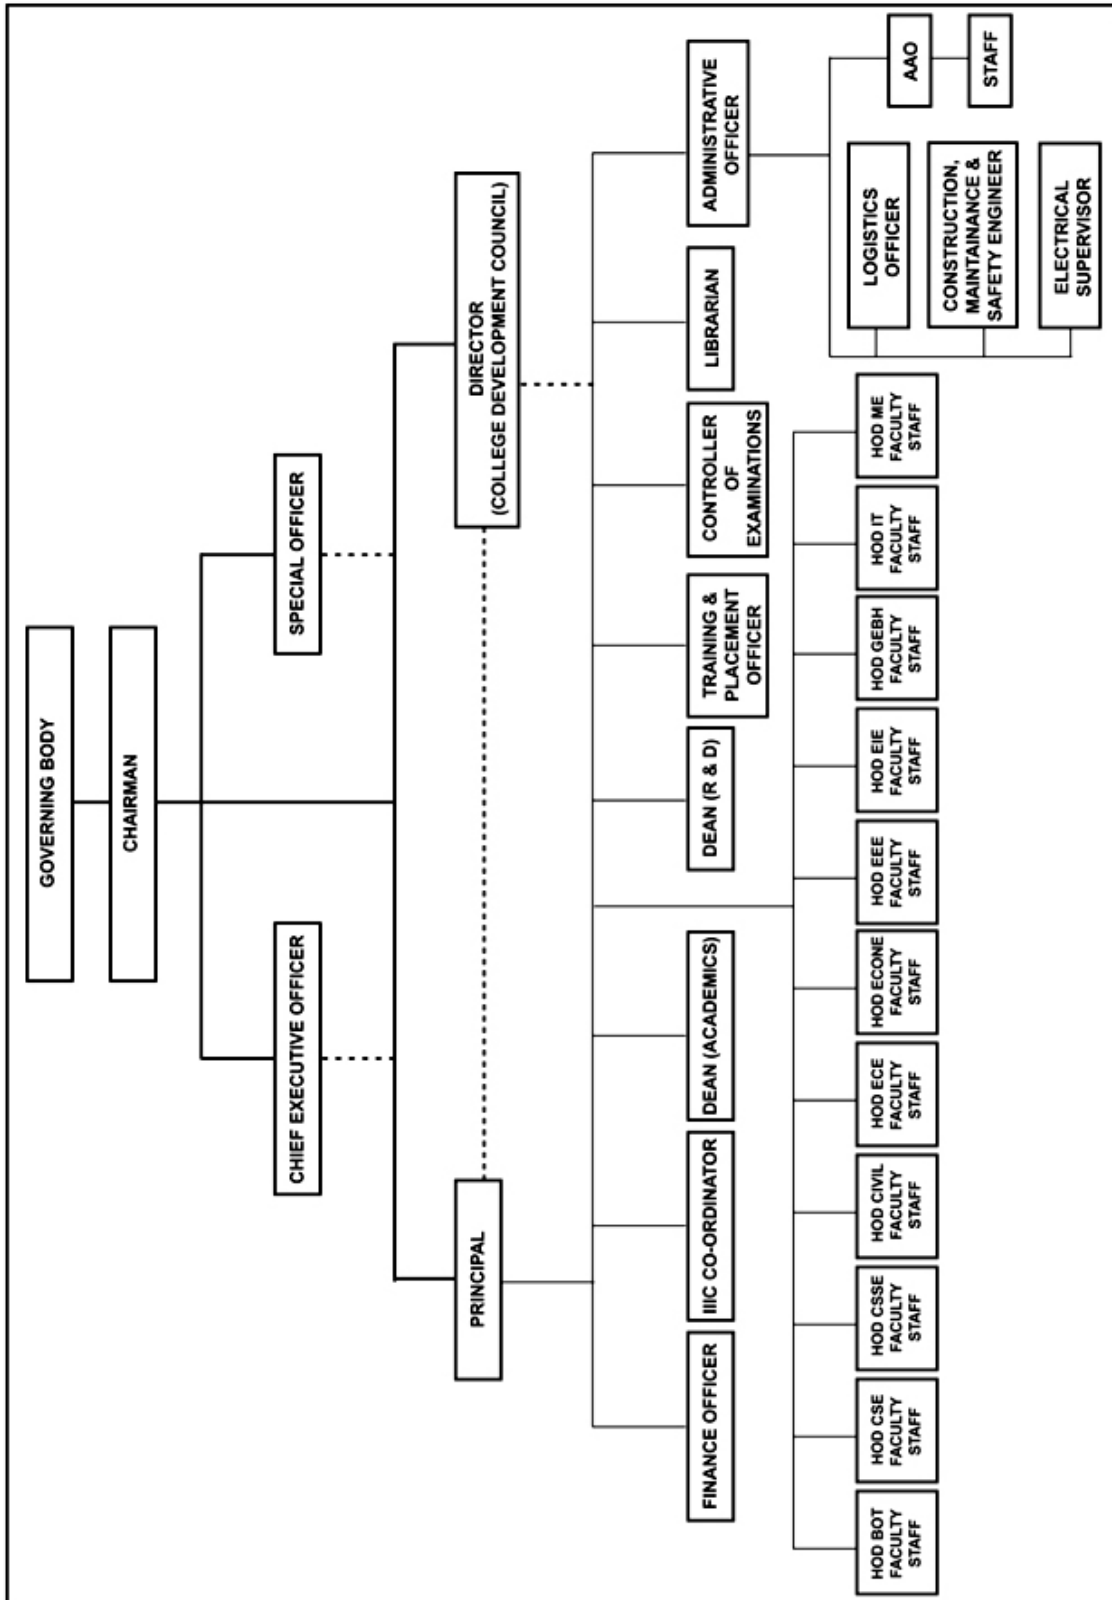 GOVERNING BODY
CHAIRMAN
CHIEF EXECUTIVE OFFICER
SPECIAL OFFICER
PRINCIPAL
DIRECTOR
(COLLEGE DEVELOPMENT COUNCIL)
FINANCE OFFICER
IIIC CO-ORDINATOR
DEAN (ACADEMICS)
DEAN (R & D)
TRAINING &
PLACEMENT
OFFICER
CONTROLLER
OF
EXAMINATIONS
LIBRARIAN
ADMINISTRATIVE
OFFICER
HOD BOT
FACULTY
STAFF
HOD CSE
FACULTY
STAFF
HOD CSSE
FACULTY
STAFF
HOD CIVIL
FACULTY
STAFF
HOD ECE
FACULTY
STAFF
HOD ECONE
FACULTY
STAFF
HOD EEE
FACULTY
STAFF
HOD EIE
FACULTY
STAFF
HOD GEBH
FACULTY
STAFF
HOD IT
FACULTY
STAFF
HOD ME
FACULTY
STAFF
LOGISTICS
OFFICER
CONSTRUCTION,
MAINTAINANCE &
SAFETY ENGINEER
ELECTRICAL
SUPERVISOR
AAO
STAFF